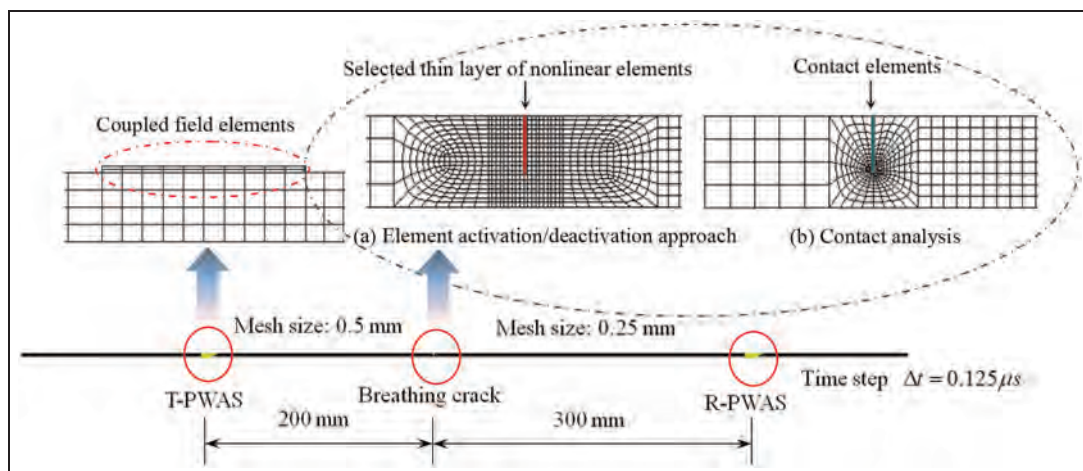 Selected thin layer of nonlinear elements
Contact elements
Coupled field elements
(a) Element activation/deactivation approach
(b) Contact analysis
Mesh size: 0.5 mm
Mesh size: 0.25 mm
Time step Δt = 0.125μs
T-PWAS
Breathing crack
R-PWAS
200 mm
300 mm